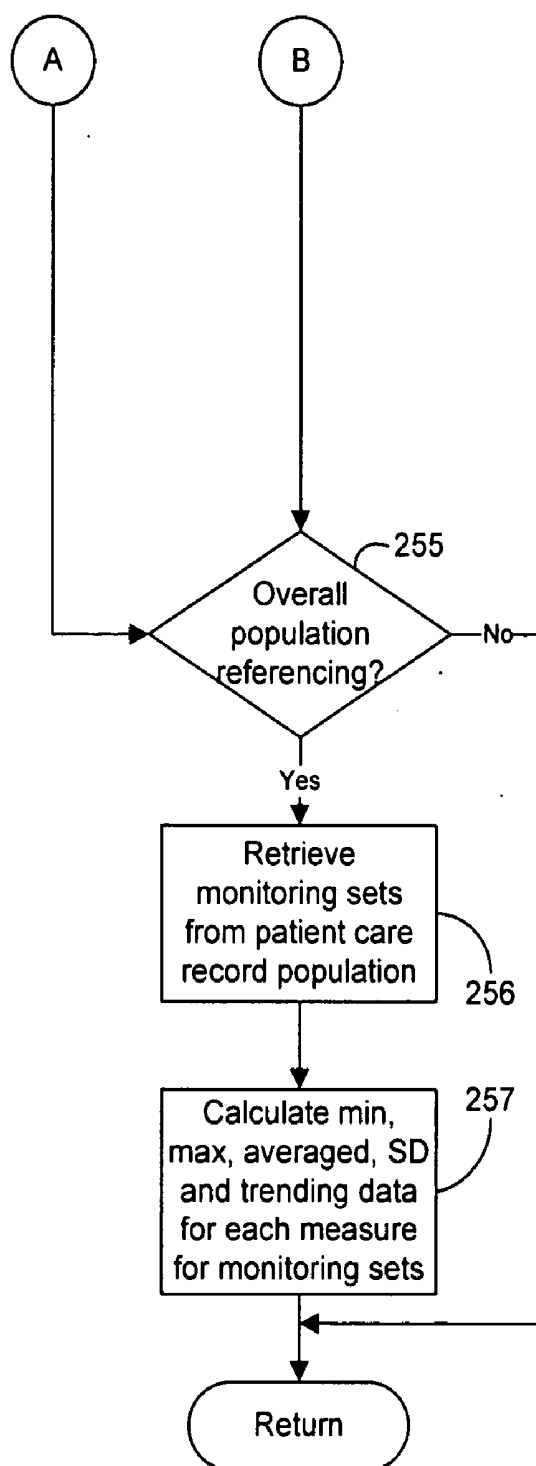 A
B
255
Overall
population
referencing?
No
Yes
Retrieve
monitoring sets
from patient care
record population
256
257
Calculate min,
max, averaged, SD
and trending data
for each measure
for monitoring sets
Return